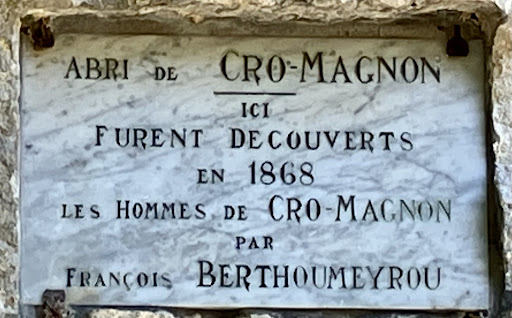 ABRI DE CRO-MAGNON
ICI
FURENT DECOUVERTS
EN 1868
LES HOMMES DE CRO-MAGNON
PAR
FRANÇOIS BERTHOUMEYROU